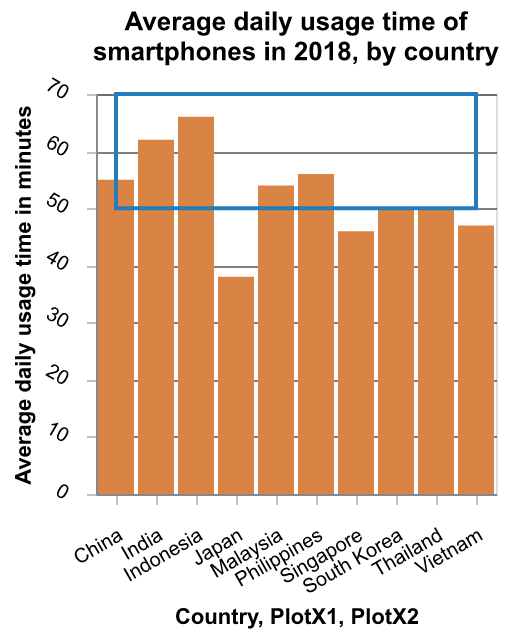 Average daily usage time of
smartphones in 2018, by country
Average daily usage time in minutes
70
60
50
40
30
20
10
0
China
India
Indonesia
Japan
Malaysia
Philippines
Singapore
South Korea
Thailand
Vietnam
Country, PlotX1, PlotX2